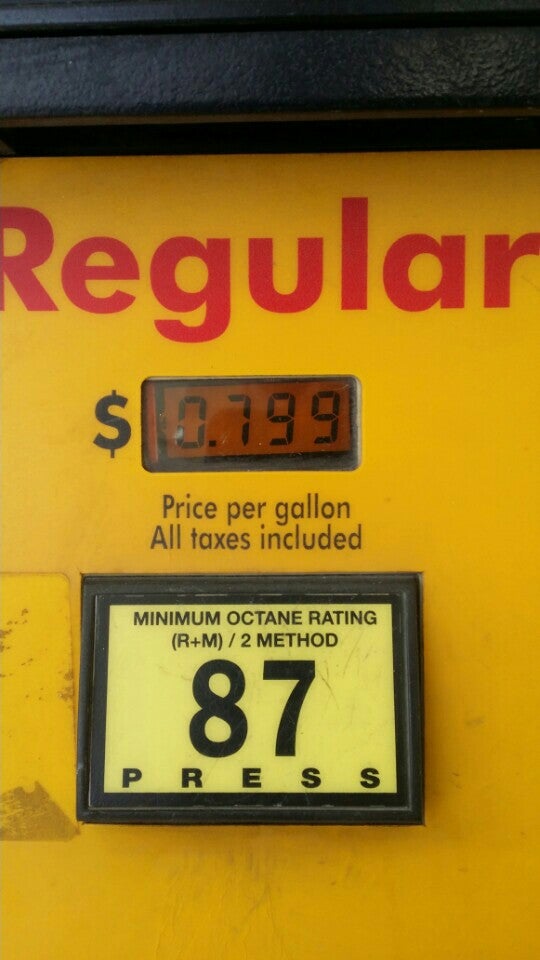 Regular
$ 0.799
Price per gallon
All taxes included
MINIMUM OCTANE RATING
(R+M) / 2 METHOD
87
PRESS